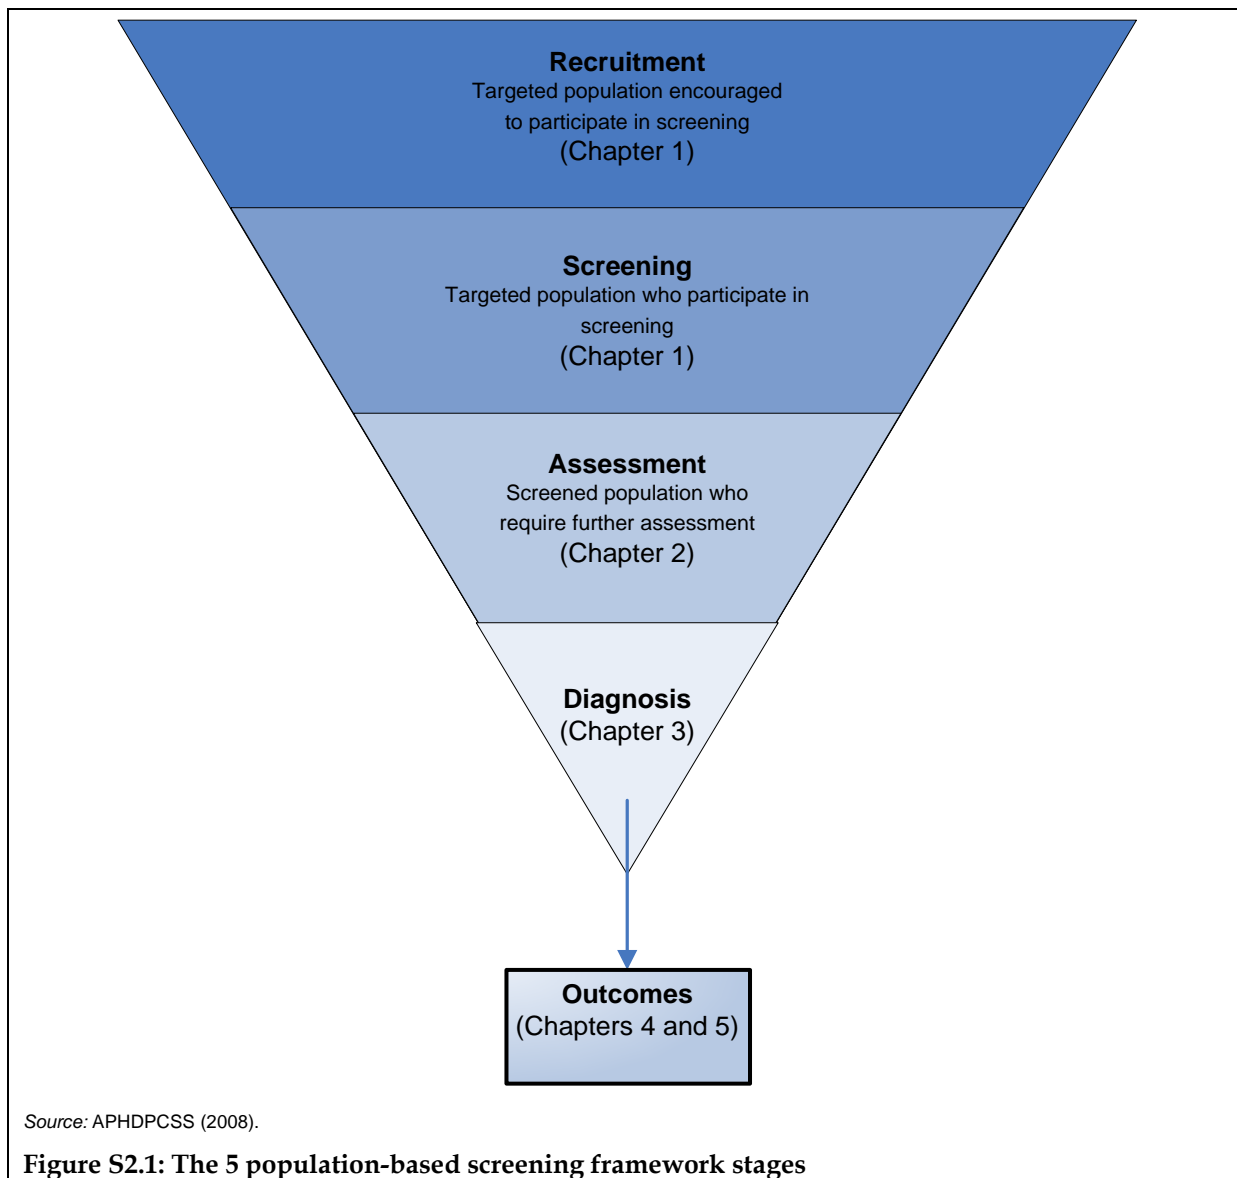 Recruitment
Targeted population encouraged
to participate in screening
(Chapter 1)
Screening
Targeted population who participate in
screening
(Chapter 1)
Assessment
Screened population who
require further assessment
(Chapter 2)
Diagnosis
(Chapter 3)
Outcomes
(Chapters 4 and 5)
Source: APHDPCSS (2008).
Figure S2.1: The 5 population-based screening framework stages